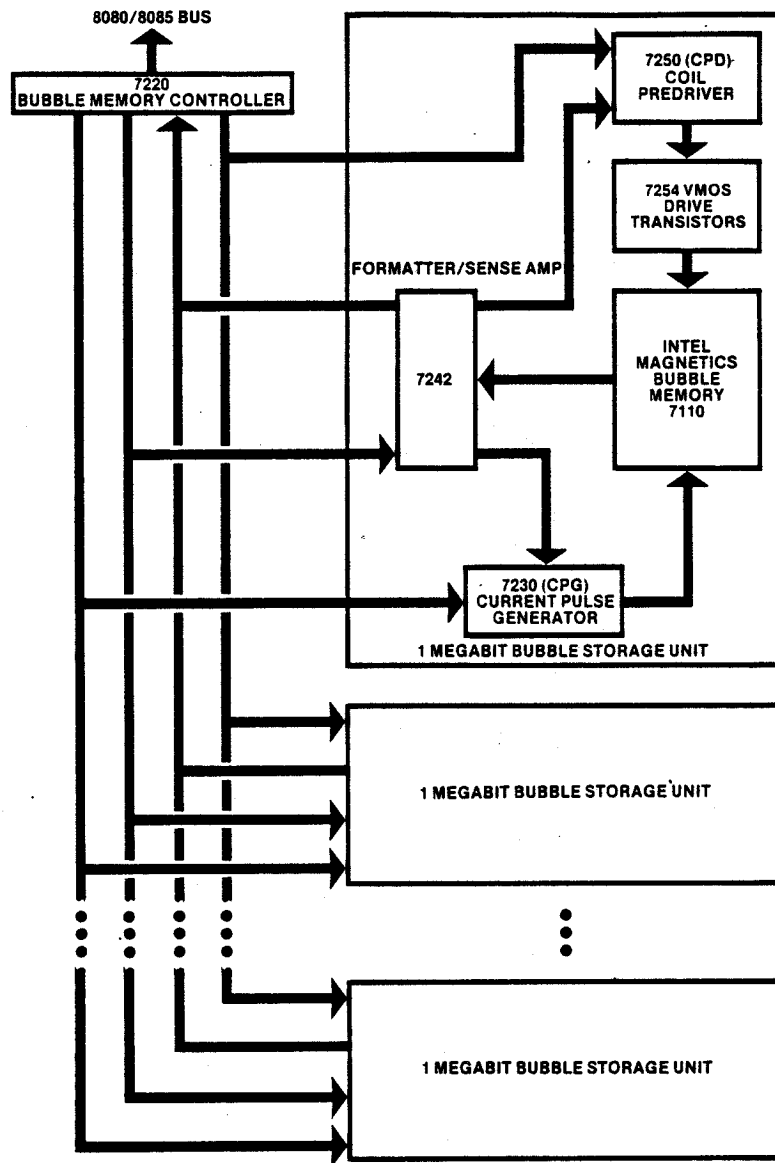 8080/8085 BUS
7220
BUBBLE MEMORY CONTROLLER
7250 (CPD)-
COIL
PREDRIVER
7254 VMOS
DRIVE
TRANSISTORS
FORMATTER/SENSE AMP
7242
INTEL
MAGNETICS
BUBBLE
MEMORY
7110
7230 (CPG)
CURRENT PULSE
GENERATOR
1 MEGABIT BUBBLE STORAGE UNIT
1 MEGABIT BUBBLE STORAGE UNIT
1 MEGABIT BUBBLE STORAGE UNIT